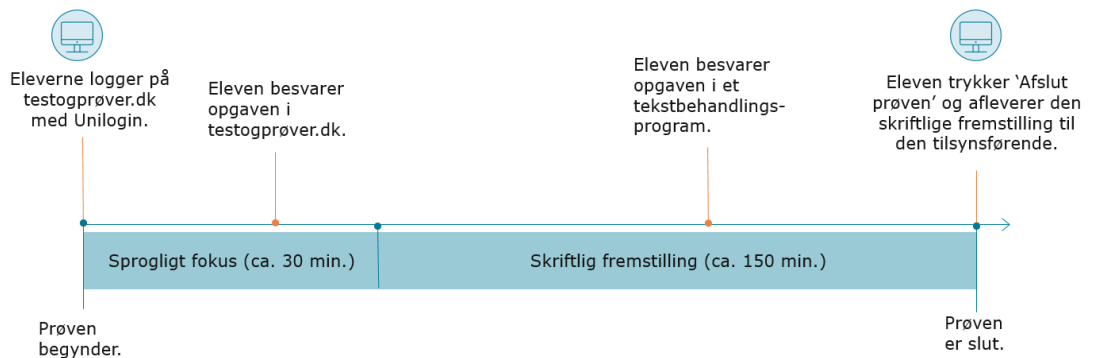 Eleverne logger på
testogprøver.dk
med Unilogin.
Eleven besvarer
opgaven i
testogprøver.dk.
Eleven besvarer
opgaven i et
tekstbehandlings-
program.
Eleven trykker ‘Afslut
prøven’ og afleverer den
skriftlige fremstilling til
den tilsynsførende.
Sprogligt fokus (ca. 30 min.)
Skriftlig fremstilling (ca. 150 min.)
Prøven
begynder.
Prøven
er slut.